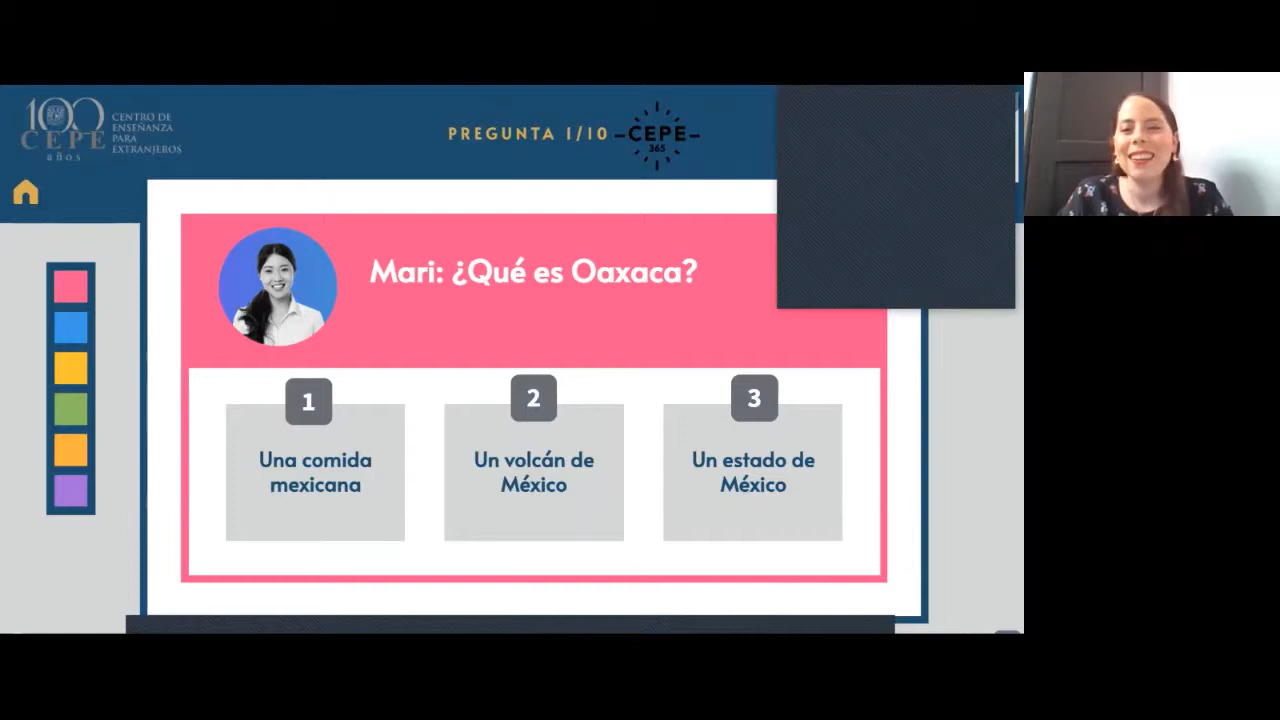 100
CEPE
años
CENTRO DE
ENSEÑANZA
PARA
EXTRANJEROS
PREGUNTA 1/10
CEPE
365
Mari: ¿Qué es Oaxaca?
1
Una comida
mexicana
2
Un volcán de
México
3
Un estado de
México